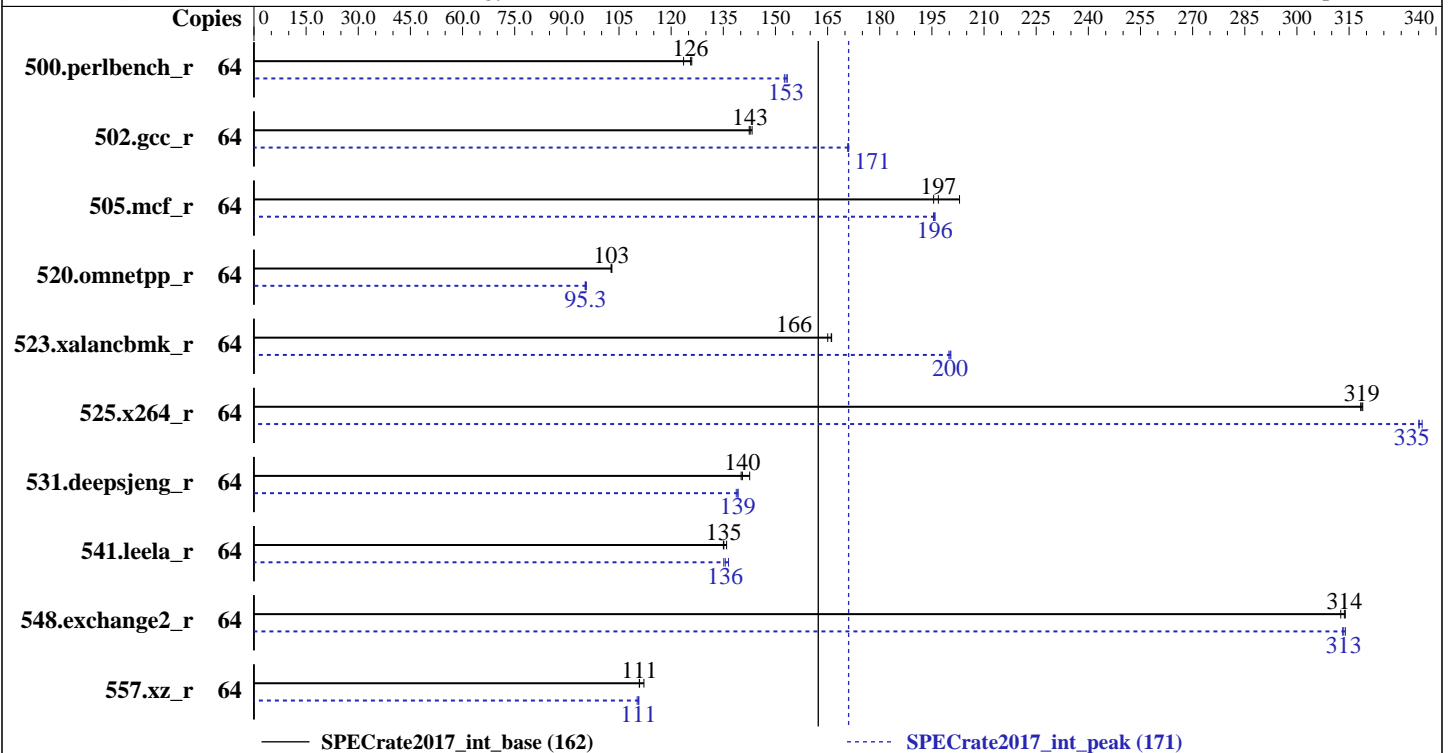 Copies 0 15.0 30.0 45.0 60.0 75.0 90.0 105 120 135 150 165 180 195 210 225 240 255 270 285 300 315 340
126
500.perlbench_r 64
153
143
502.gcc_r 64
171
197
505.mcf_r 64
196
103
520.omnetpp_r 64
95.3
166
523.xalancbmk_r 64
200
319
525.x264_r 64
335
140
531.deepsjeng_r 64
139
135
541.leela_r 64
136
314
548.exchange2_r 64
313
111
557.xz_r 64
111
SPECrate2017_int_base (162) SPECrate2017_int_peak (171)